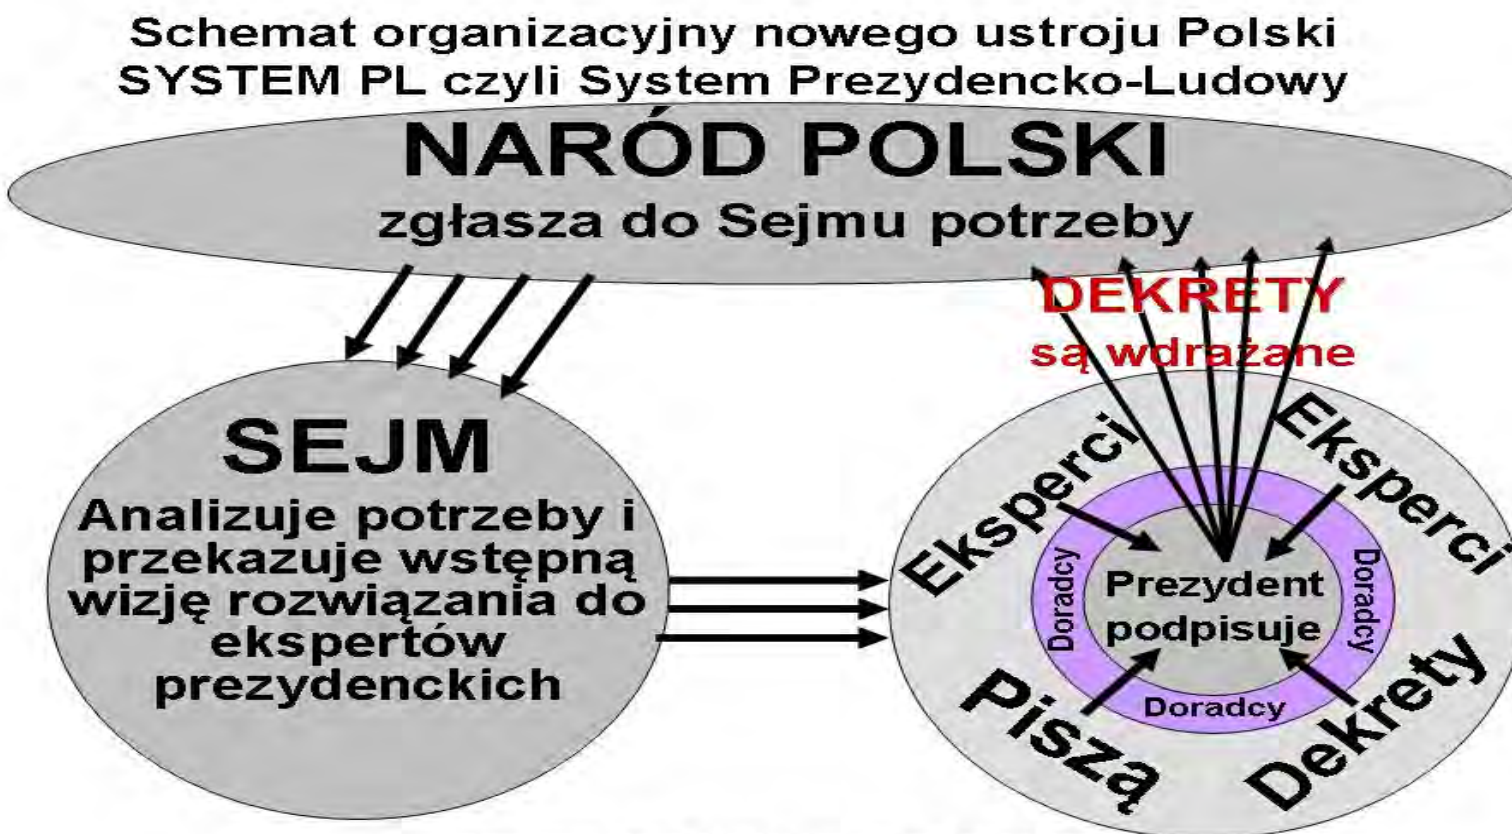 Schemat organizacyjny nowego ustroju Polski
SYSTEM PL czyli System Prezydencko-Ludowy
NARÓD POLSKI
zgłasza do Sejmu potrzeby
DEKRETY
są wdrażane
SEJM
Analizuje potrzeby i
przekazuje wstępną
wizję rozwiązania do
ekspertów
prezydenckich
Eksperci
Eksperci
Doradcy
Doradcy
Prezydent
podpisuje
Doradcy
Piszą
Dekrety